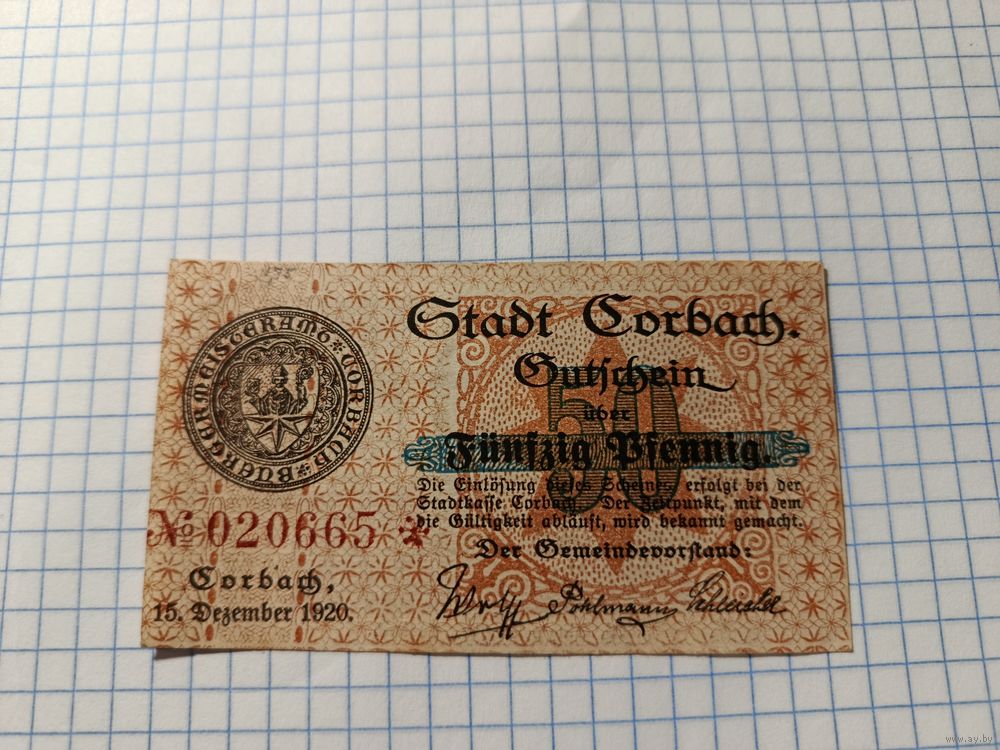 Stadt Corbach.
Gutschein
über
50
Fünfzig Pfennig.
Die Einlösung dieses Scheines erfolgt bei der
Stadtkasse Corbach. Der Zeitpunkt, mit dem
die Gültigkeit abläuft, wird bekannt gemacht.
Der Gemeindevorstand:
Pöhlmann
BUERGERMEISTERAMT CORBACH
№ 020665
Corbach,
15. Dezember 1920.
www.ay.by